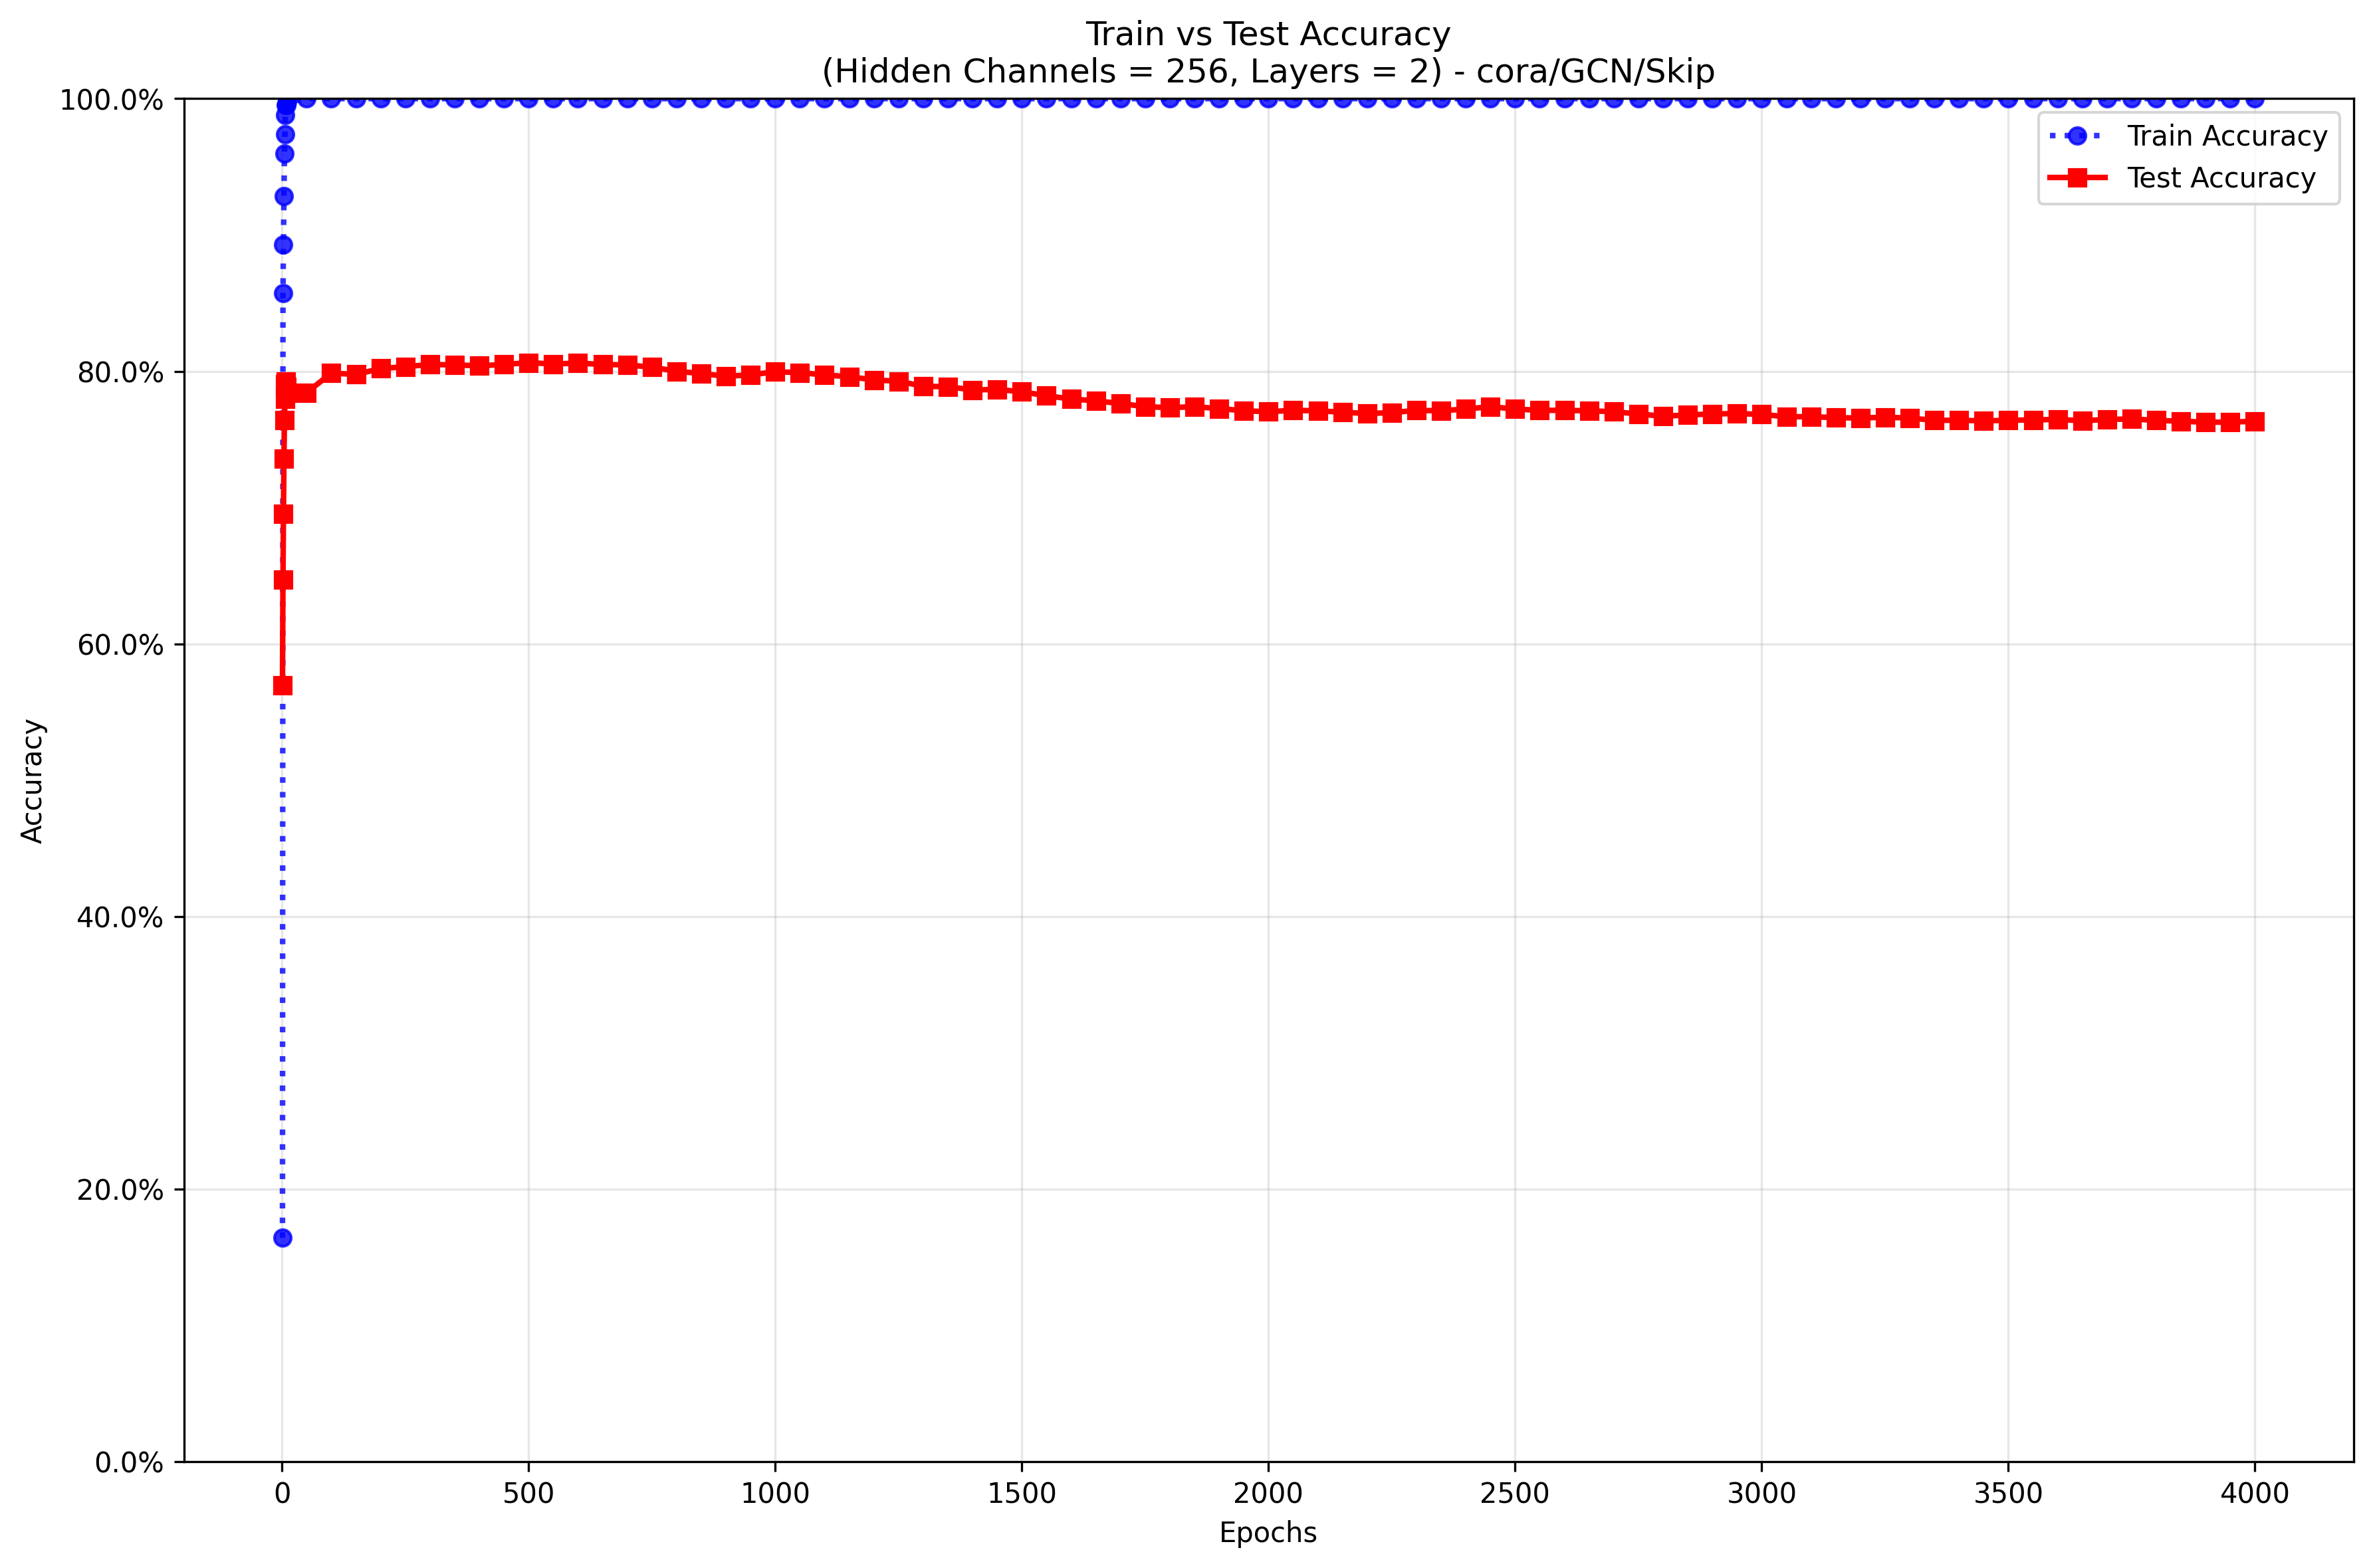 Train vs Test Accuracy
(Hidden Channels = 256, Layers = 2) - cora/GCN/Skip
100.0%
80.0%
60.0%
40.0%
20.0%
0.0%
Accuracy
Train Accuracy
Test Accuracy
0 500 1000 1500 2000 2500 3000 3500 4000
Epochs